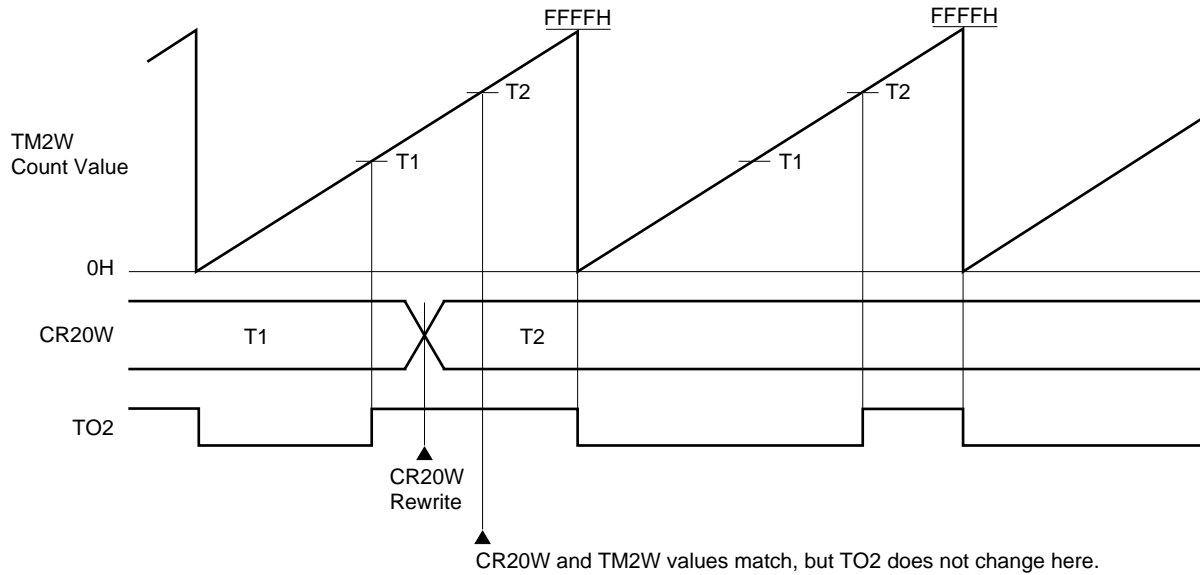 FFFFH
FFFFH
T2
T2
TM2W
Count Value
T1
T1
0H
CR20W
T1
T2
TO2
CR20W
Rewrite
CR20W and TM2W values match, but TO2 does not change here.